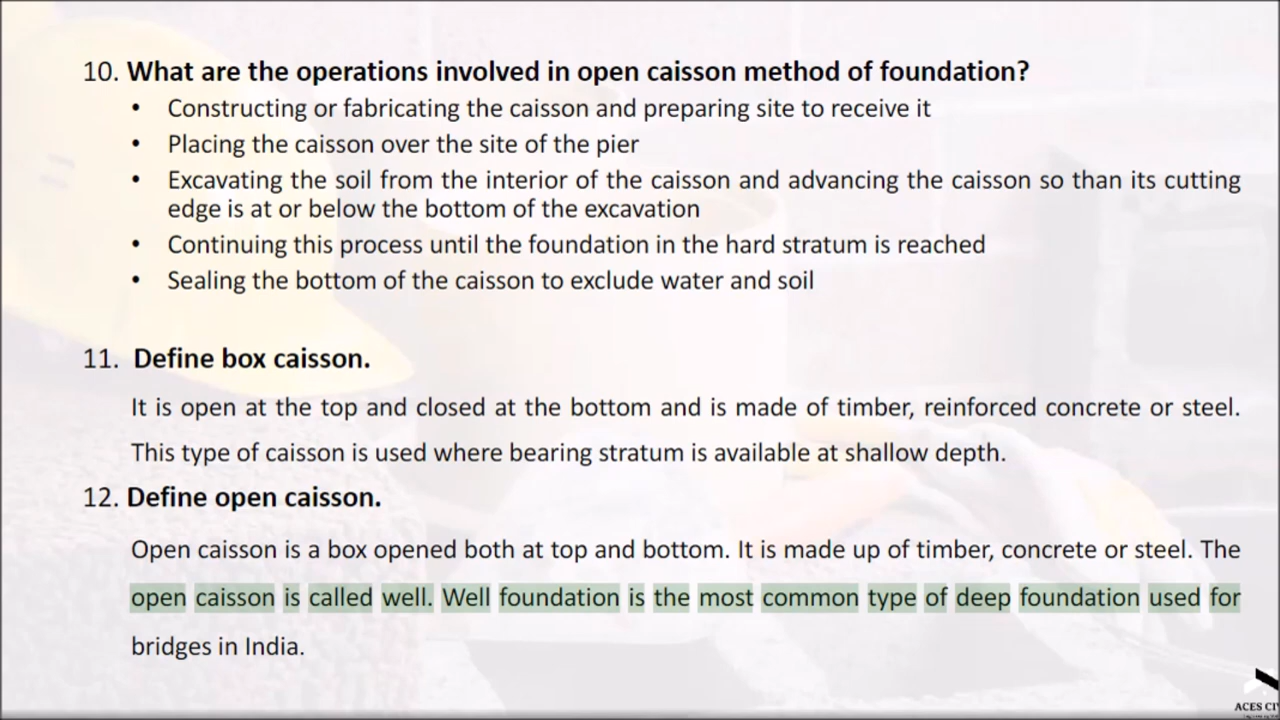 10. What are the operations involved in open caisson method of foundation?
• Constructing or fabricating the caisson and preparing site to receive it
• Placing the caisson over the site of the pier
• Excavating the soil from the interior of the caisson and advancing the caisson so than its cutting
edge is at or below the bottom of the excavation
• Continuing this process until the foundation in the hard stratum is reached
• Sealing the bottom of the caisson to exclude water and soil
11. Define box caisson.
It is open at the top and closed at the bottom and is made of timber, reinforced concrete or steel.
This type of caisson is used where bearing stratum is available at shallow depth.
12. Define open caisson.
Open caisson is a box opened both at top and bottom. It is made up of timber, concrete or steel. The
open caisson is called well. Well foundation is the most common type of deep foundation used for
bridges in India.
ACES CI